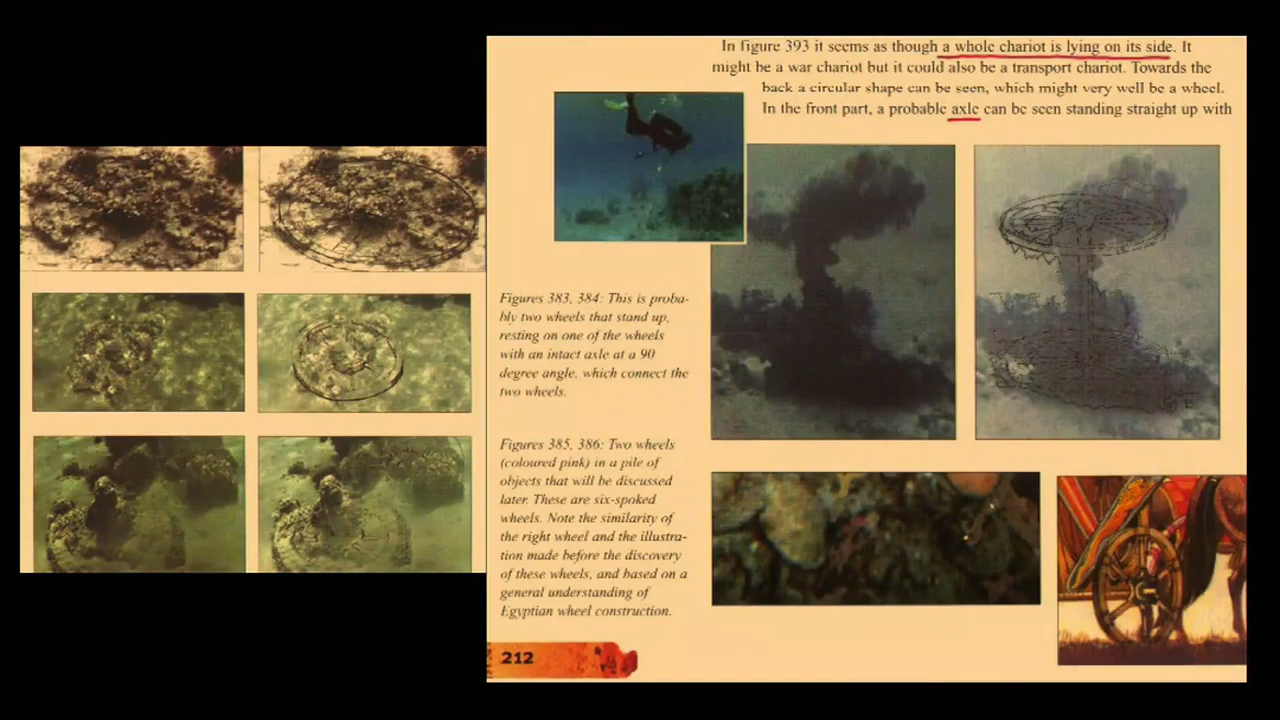 In figure 393 it seems as though a whole chariot is lying on its side. It
might be a war chariot but it could also be a transport chariot. Towards the
back a circular shape can be seen, which might very well be a wheel.
In the front part, a probable axle can be seen standing straight up with
Figures 383, 384: This is proba-
bly two wheels that stand up,
resting on one of the wheels
with an intact axle at a 90
degree angle, which connect the
two wheels.
Figures 385, 386: Two wheels
(coloured pink) in a pile of
objects that will be discussed
later. These are six-spoked
wheels. Note the similarity of
the right wheel and the illustra-
tion made before the discovery
of these wheels, and based on a
general understanding of
Egyptian wheel construction.
212